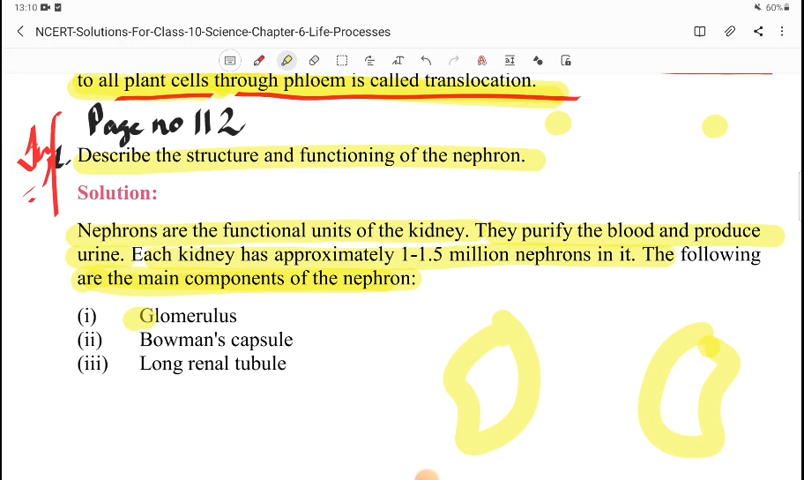 13:10
60%
NCERT-Solutions-For-Class-10-Science-Chapter-6-Life-Processes
to all plant cells through phloem is called translocation.
Page no 112
1. Describe the structure and functioning of the nephron.
Solution:
Nephrons are the functional units of the kidney. They purify the blood and produce
urine. Each kidney has approximately 1-1.5 million nephrons in it. The following
are the main components of the nephron:
(i) Glomerulus
(ii) Bowman's capsule
(iii) Long renal tubule